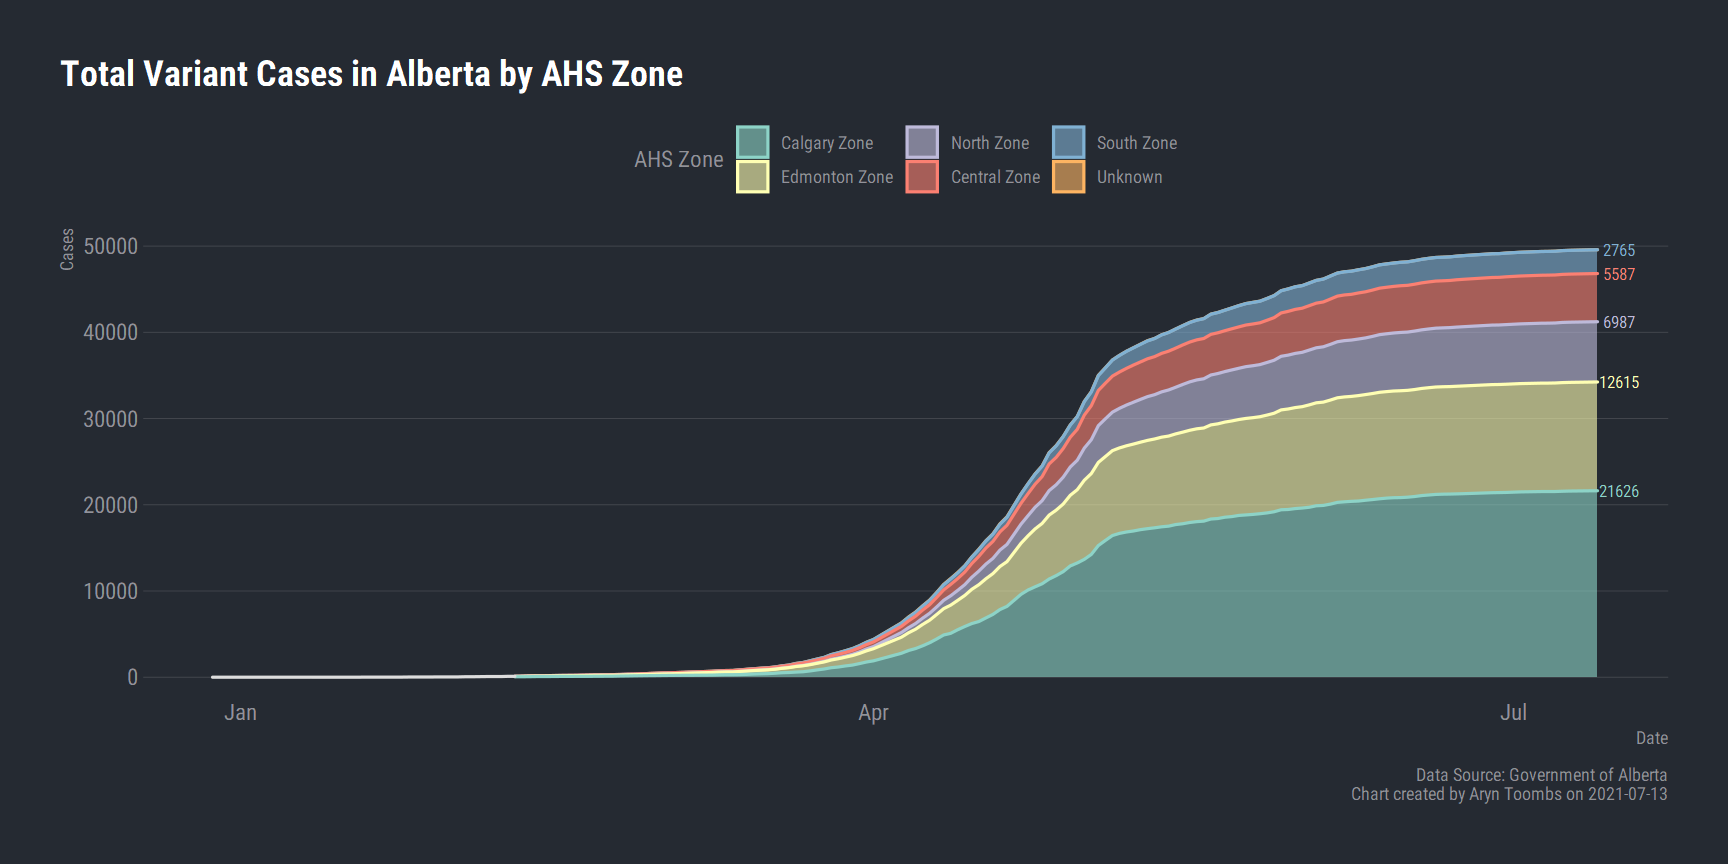 Total Variant Cases in Alberta by AHS Zone
AHS Zone
Calgary Zone
North Zone
South Zone
Edmonton Zone
Central Zone
Unknown
Cases
50000
40000
30000
20000
10000
0
2765
5587
6987
12615
21626
Jan
Apr
Jul
Date
Data Source: Government of Alberta
Chart created by Aryn Toombs on 2021-07-13